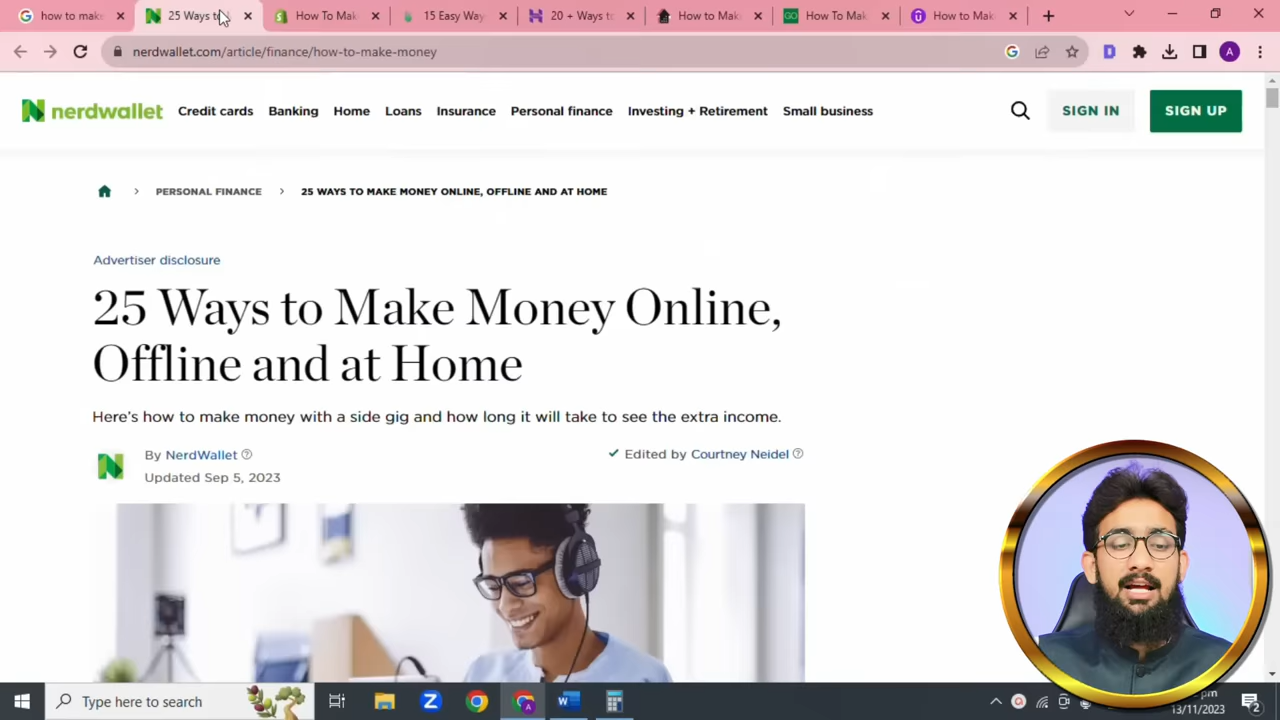 how to make
25 Ways to
How To Mak
15 Easy Way
20 + Ways to
How to Mak
How To Mak
How to Mak
nerdwallet.com/article/finance/how-to-make-money
A
nerdwallet
Credit cards
Banking
Home
Loans
Insurance
Personal finance
Investing + Retirement
Small business
SIGN IN
SIGN UP
PERSONAL FINANCE
25 WAYS TO MAKE MONEY ONLINE, OFFLINE AND AT HOME
Advertiser disclosure
25 Ways to Make Money Online,
Offline and at Home
Here's how to make money with a side gig and how long it will take to see the extra income.
By NerdWallet
Edited by Courtney Neidel
Updated Sep 5, 2023
Type here to search
pm
13/11/2023
2